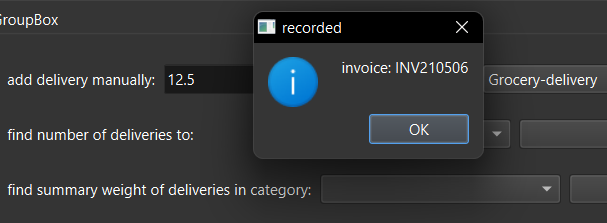 GroupBox
recorded
invoice: INV210506
OK
add delivery manually: 12.5 Grocery-delivery
find number of deliveries to:
find summary weight of deliveries in category: